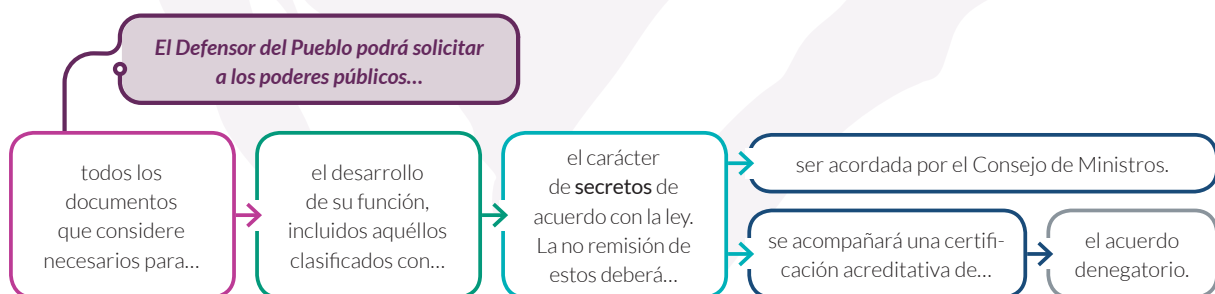 El Defensor del Pueblo podrá solicitar
a los poderes públicos…
todos los
documentos
que considere
necesarios para…
el desarrollo
de su función,
incluidos aquéllos
clasificados con…
el carácter
de secretos de
acuerdo con la ley.
La no remisión de
estos deberá…
ser acordada por el Consejo de Ministros.
se acompañará una certifi-
cación acreditativa de…
el acuerdo
denegatorio.